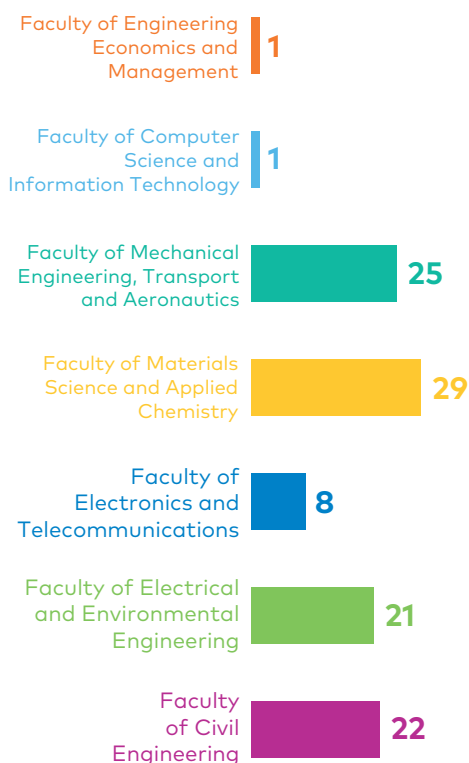 Faculty of Engineering
Economics and
Management
1
Faculty of Computer
Science and
Information Technology
1
Faculty of Mechanical
Engineering, Transport
and Aeronautics
25
Faculty of Materials
Science and Applied
Chemistry
29
Faculty of
Electronics and
Telecommunications
8
Faculty of Electrical
and Environmental
Engineering
21
Faculty
of Civil
Engineering
22